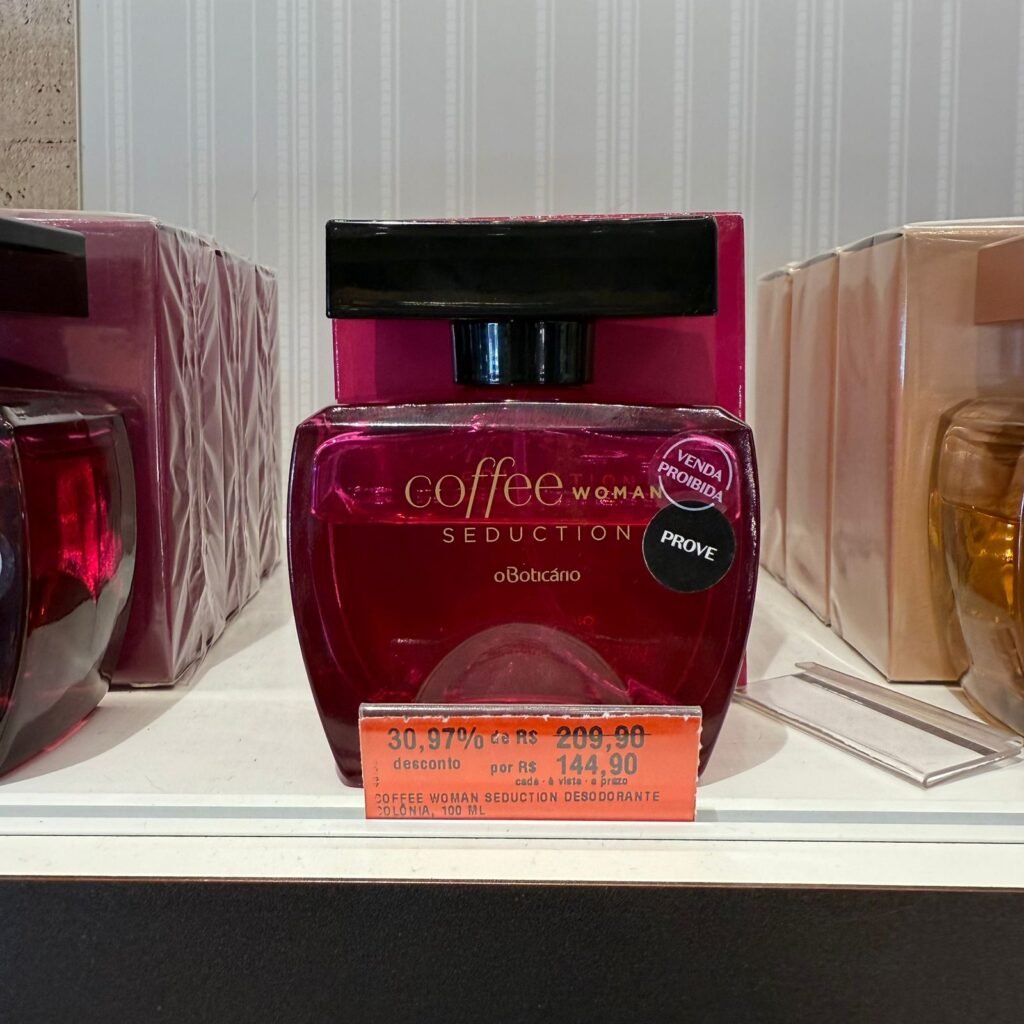 coffee WOMAN
SEDUCTION
oBoticário
VENDA
PROIBIDA
PROVE
30,97% de R$ 209,90
desconto por R$ 144,90
cada · à vista · a prazo
COFFEE WOMAN SEDUCTION DESODORANTE
COLÔNIA, 100 ML